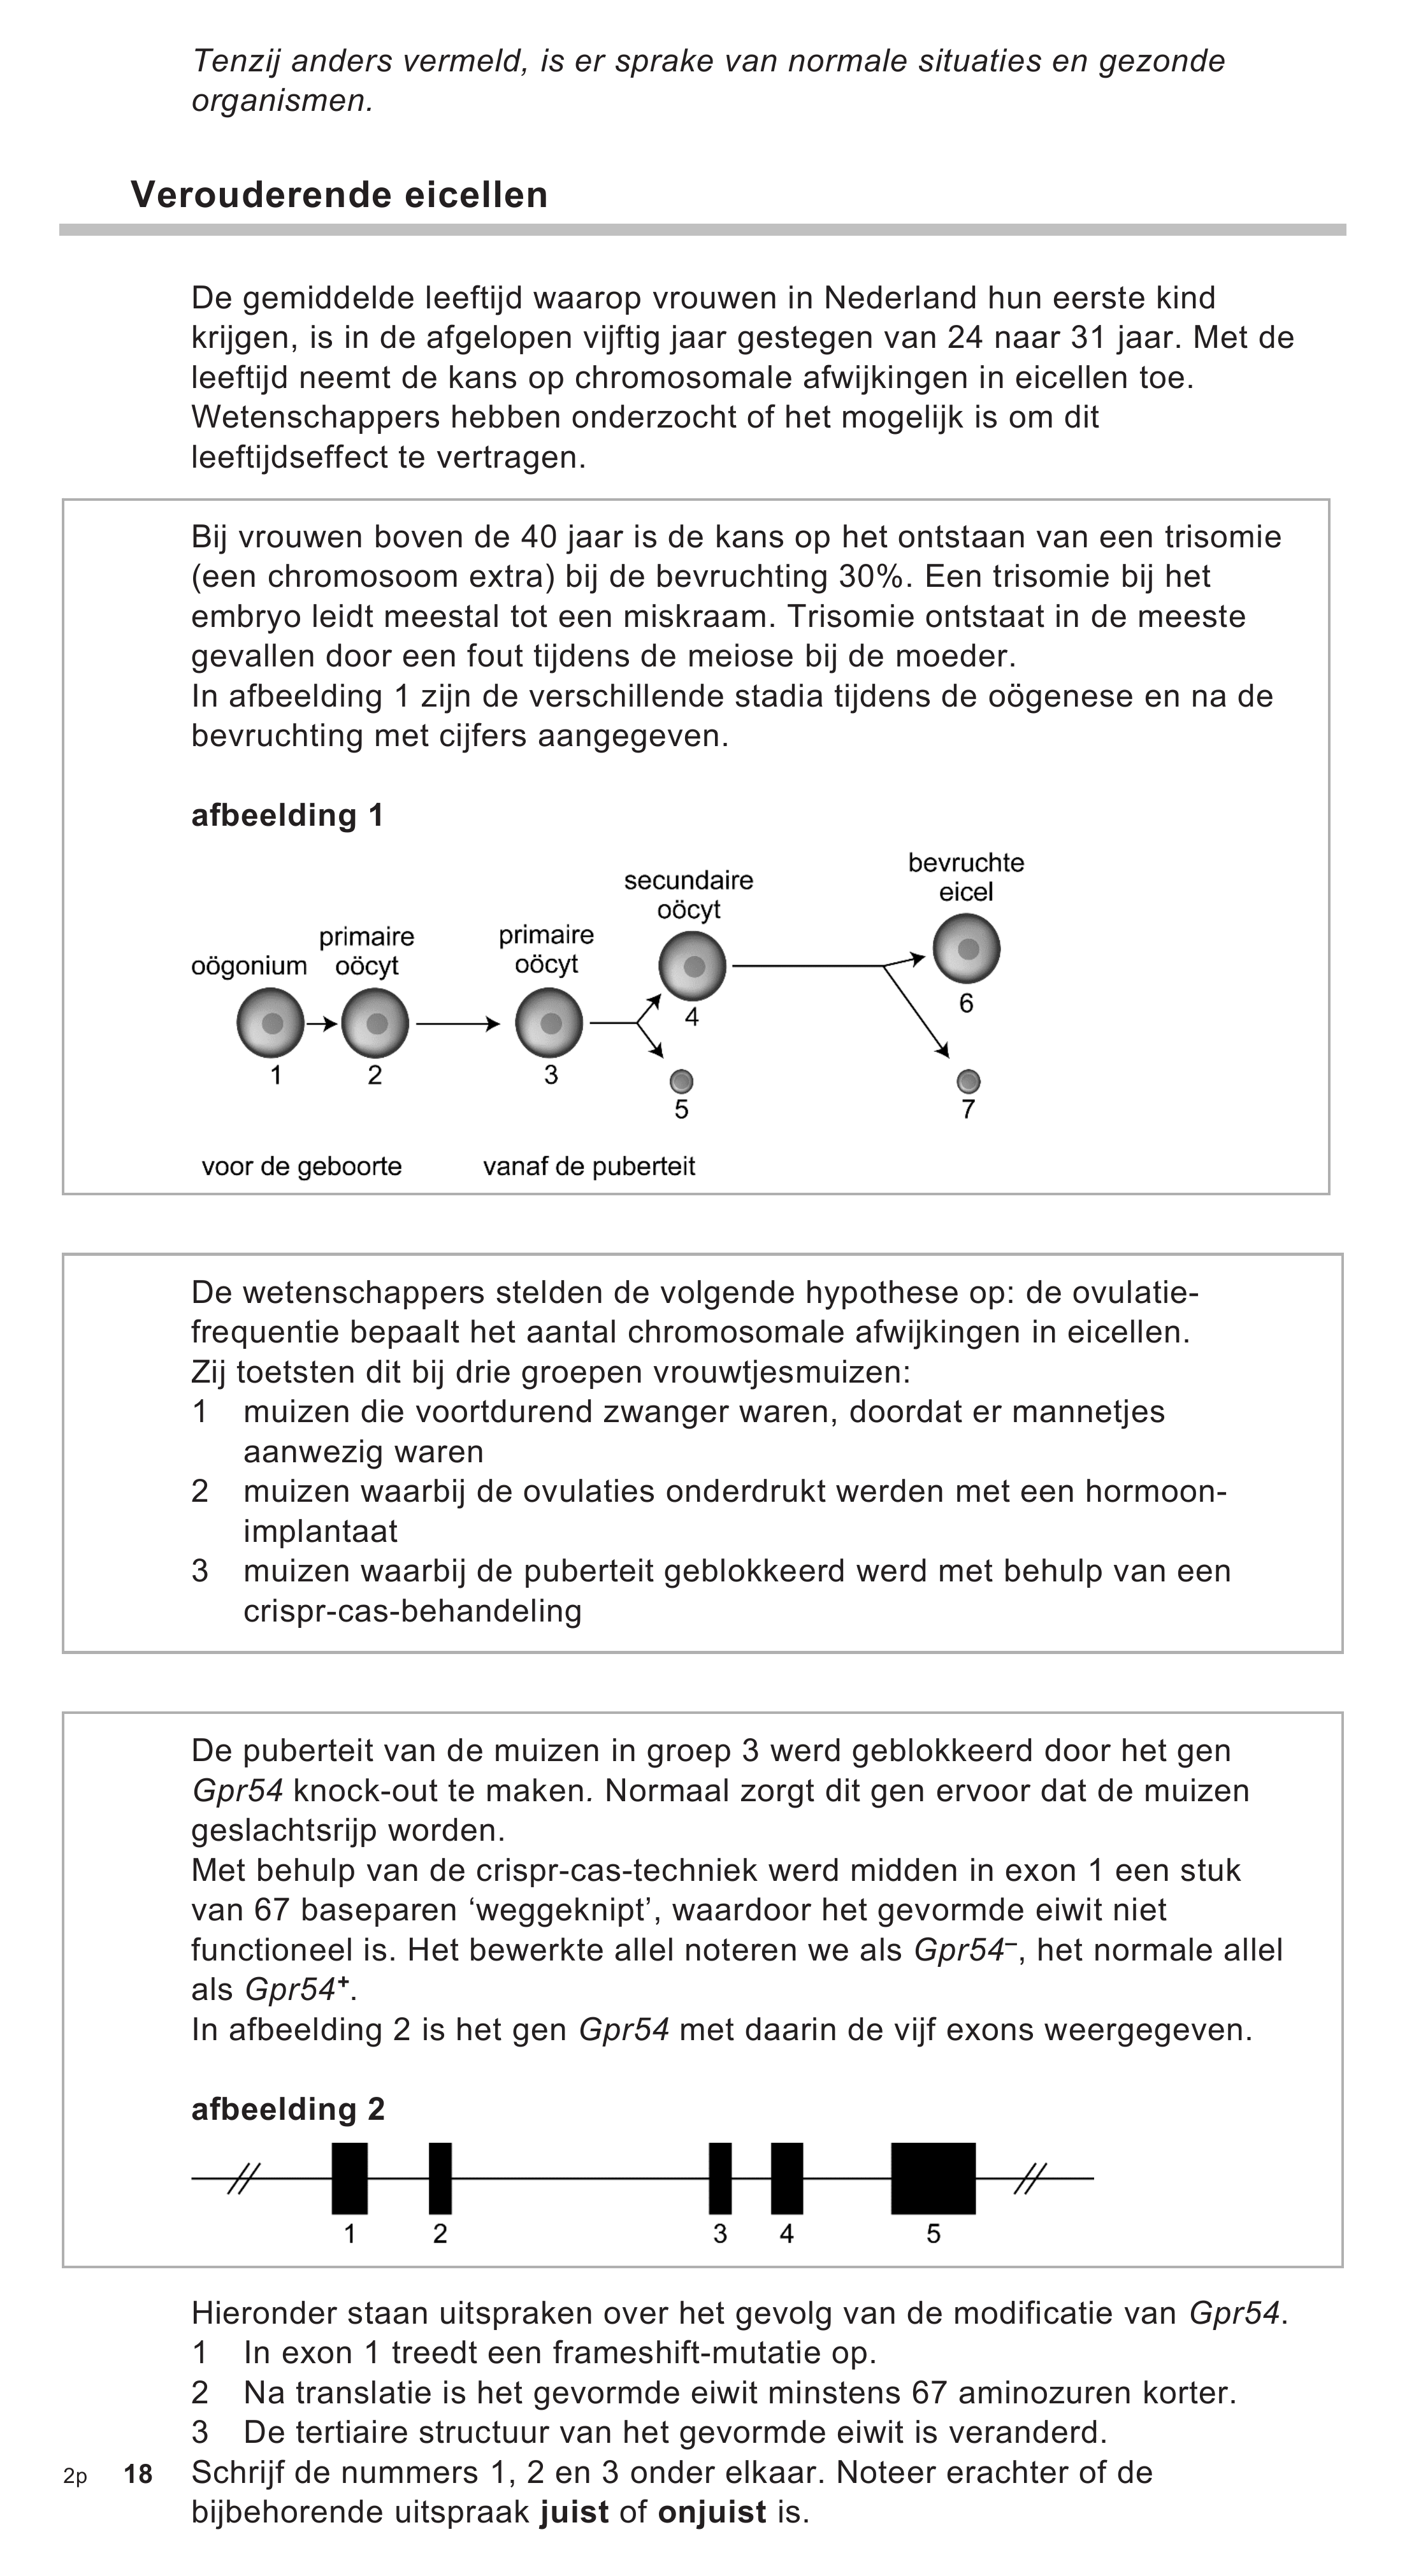 Tenzij anders vermeld, is er sprake van normale situaties en gezonde
organismen.
Verouderende eicellen
De gemiddelde leeftijd waarop vrouwen in Nederland hun eerste kind
krijgen, is in de afgelopen vijftig jaar gestegen van 24 naar 31 jaar. Met de
leeftijd neemt de kans op chromosomale afwijkingen in eicellen toe.
Wetenschappers hebben onderzocht of het mogelijk is om dit
leeftijdseffect te vertragen.
Bij vrouwen boven de 40 jaar is de kans op het ontstaan van een trisomie
(een chromosoom extra) bij de bevruchting 30%. Een trisomie bij het
embryo leidt meestal tot een miskraam. Trisomie ontstaat in de meeste
gevallen door een fout tijdens de meiose bij de moeder.
In afbeelding 1 zijn de verschillende stadia tijdens de oögenese en na de
bevruchting met cijfers aangegeven.
afbeelding 1
oögonium
primaire
oöcyt
primaire
oöcyt
secundaire
oöcyt
bevruchte
eicel
1
2
3
4
5
6
7
voor de geboorte
vanaf de puberteit
De wetenschappers stelden de volgende hypothese op: de ovulatie-
frequentie bepaalt het aantal chromosomale afwijkingen in eicellen.
Zij toetsten dit bij drie groepen vrouwtjesmuizen:
1 muizen die voortdurend zwanger waren, doordat er mannetjes
aanwezig waren
2 muizen waarbij de ovulaties onderdrukt werden met een hormoon-
implantaat
3 muizen waarbij de puberteit geblokkeerd werd met behulp van een
crispr-cas-behandeling
De puberteit van de muizen in groep 3 werd geblokkeerd door het gen
Gpr54 knock-out te maken. Normaal zorgt dit gen ervoor dat de muizen
geslachtsrijp worden.
Met behulp van de crispr-cas-techniek werd midden in exon 1 een stuk
van 67 baseparen ‘weggeknipt’, waardoor het gevormde eiwit niet
functioneel is. Het bewerkte allel noteren we als Gpr54⁻, het normale allel
als Gpr54⁺.
In afbeelding 2 is het gen Gpr54 met daarin de vijf exons weergegeven.
afbeelding 2
1 2 3 4 5
Hieronder staan uitspraken over het gevolg van de modificatie van Gpr54.
1 In exon 1 treedt een frameshift-mutatie op.
2 Na translatie is het gevormde eiwit minstens 67 aminozuren korter.
3 De tertiaire structuur van het gevormde eiwit is veranderd.
2p 18 Schrijf de nummers 1, 2 en 3 onder elkaar. Noteer erachter of de
bijbehorende uitspraak juist of onjuist is.